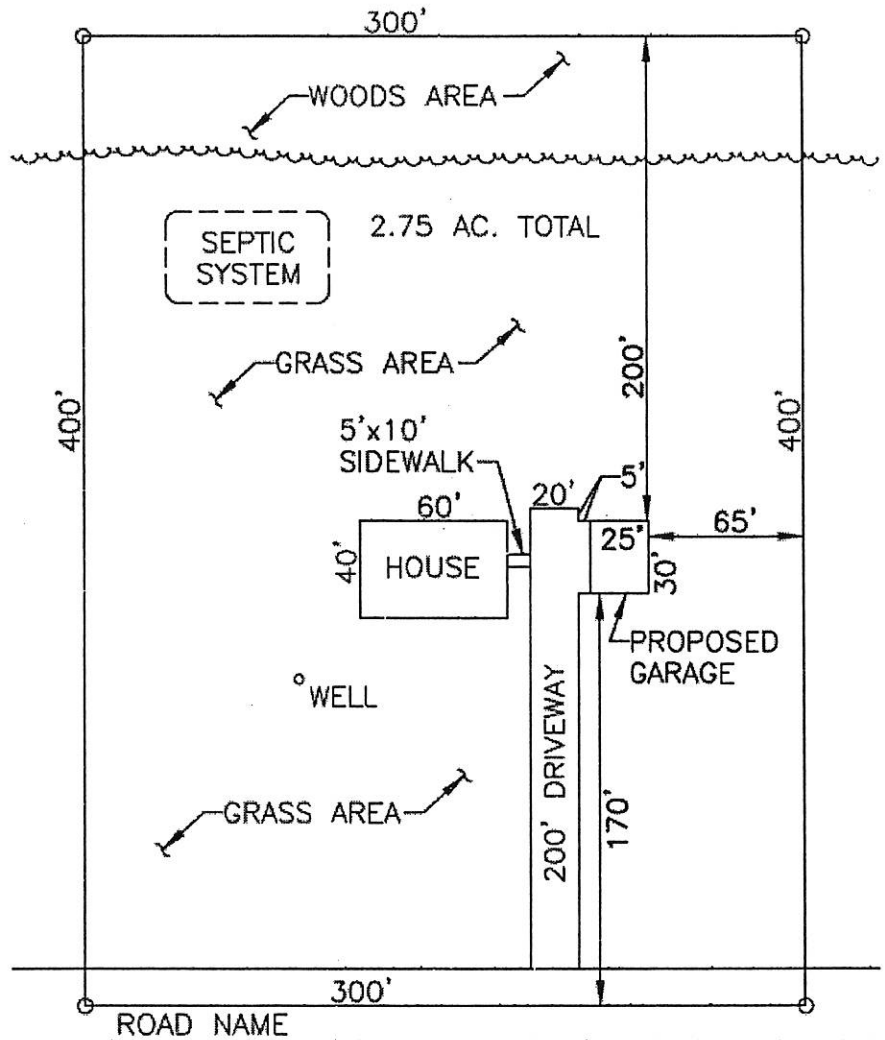 300'
WOODS AREA
SEPTIC
SYSTEM
2.75 AC. TOTAL
GRASS AREA
200'
400'
400'
5'x10'
SIDEWALK
5'
20'
60'
65'
40'
HOUSE
25"
30'
PROPOSED
GARAGE
WELL
200' DRIVEWAY
170'
GRASS AREA
300'
ROAD NAME